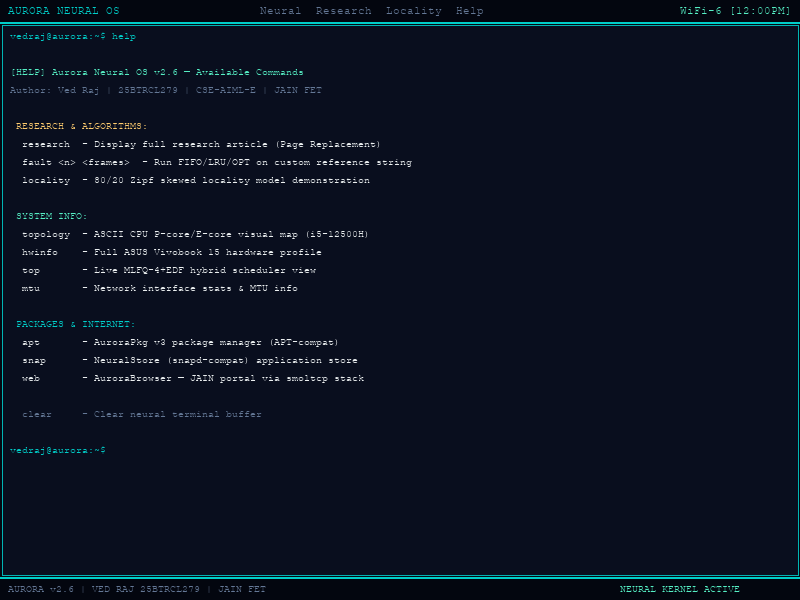 AURORA NEURAL OS Neural Research Locality Help WiFi-6 [12:00PM]
vedraj@aurora:~$ help
[HELP] Aurora Neural OS v2.6 — Available Commands
Author: Ved Raj | 25BTRCL279 | CSE-AIML-E | JAIN FET
RESEARCH & ALGORITHMS:
research - Display full research article (Page Replacement)
fault <n> <frames> - Run FIFO/LRU/OPT on custom reference string
locality - 80/20 Zipf skewed locality model demonstration
SYSTEM INFO:
topology - ASCII CPU P-core/E-core visual map (i5-12500H)
hwinfo - Full ASUS Vivobook 15 hardware profile
top - Live MLFQ-4+EDF hybrid scheduler view
mtu - Network interface stats & MTU info
PACKAGES & INTERNET:
apt - AuroraPkg v3 package manager (APT-compat)
snap - NeuralStore (snapd-compat) application store
web - AuroraBrowser — JAIN portal via smoltcp stack
clear - Clear neural terminal buffer
vedraj@aurora:~$
AURORA v2.6 | VED RAJ 25BTRCL279 | JAIN FET NEURAL KERNEL ACTIVE